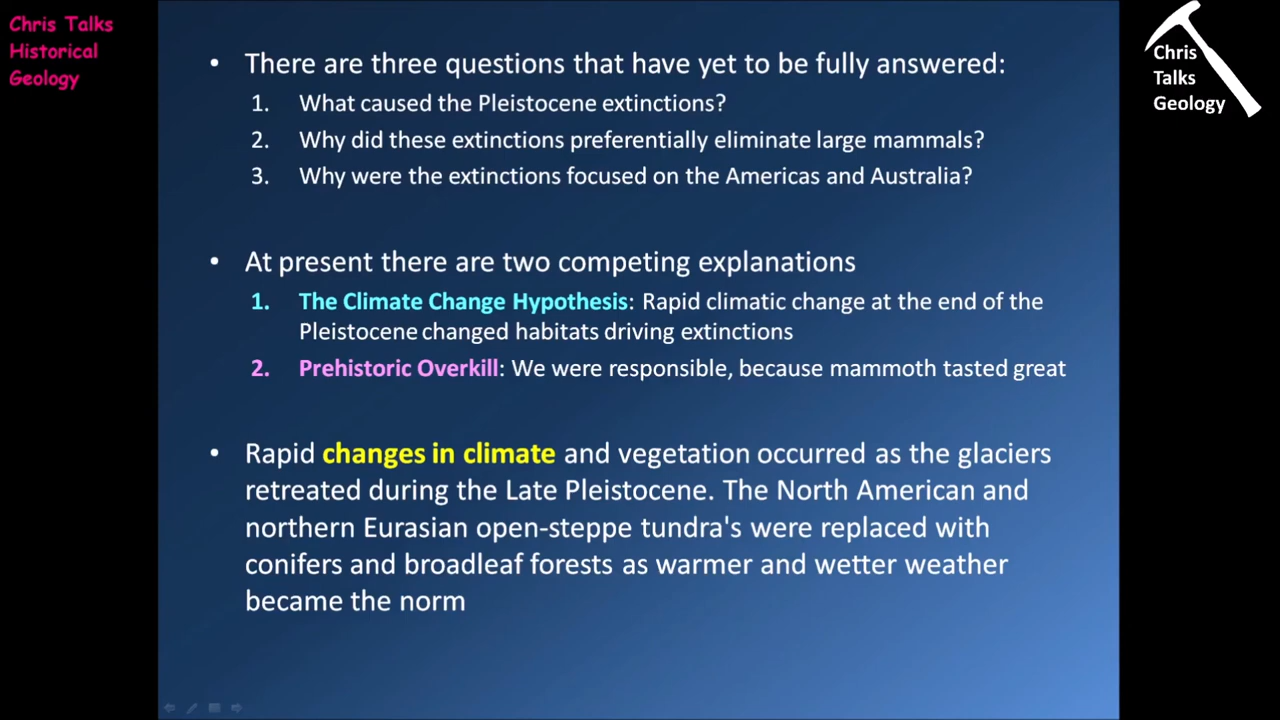 Chris Talks
Historical
Geology
Chris
Talks
Geology
• There are three questions that have yet to be fully answered:
1. What caused the Pleistocene extinctions?
2. Why did these extinctions preferentially eliminate large mammals?
3. Why were the extinctions focused on the Americas and Australia?
• At present there are two competing explanations
1. The Climate Change Hypothesis: Rapid climatic change at the end of the
Pleistocene changed habitats driving extinctions
2. Prehistoric Overkill: We were responsible, because mammoth tasted great
• Rapid changes in climate and vegetation occurred as the glaciers
retreated during the Late Pleistocene. The North American and
northern Eurasian open-steppe tundra's were replaced with
conifers and broadleaf forests as warmer and wetter weather
became the norm